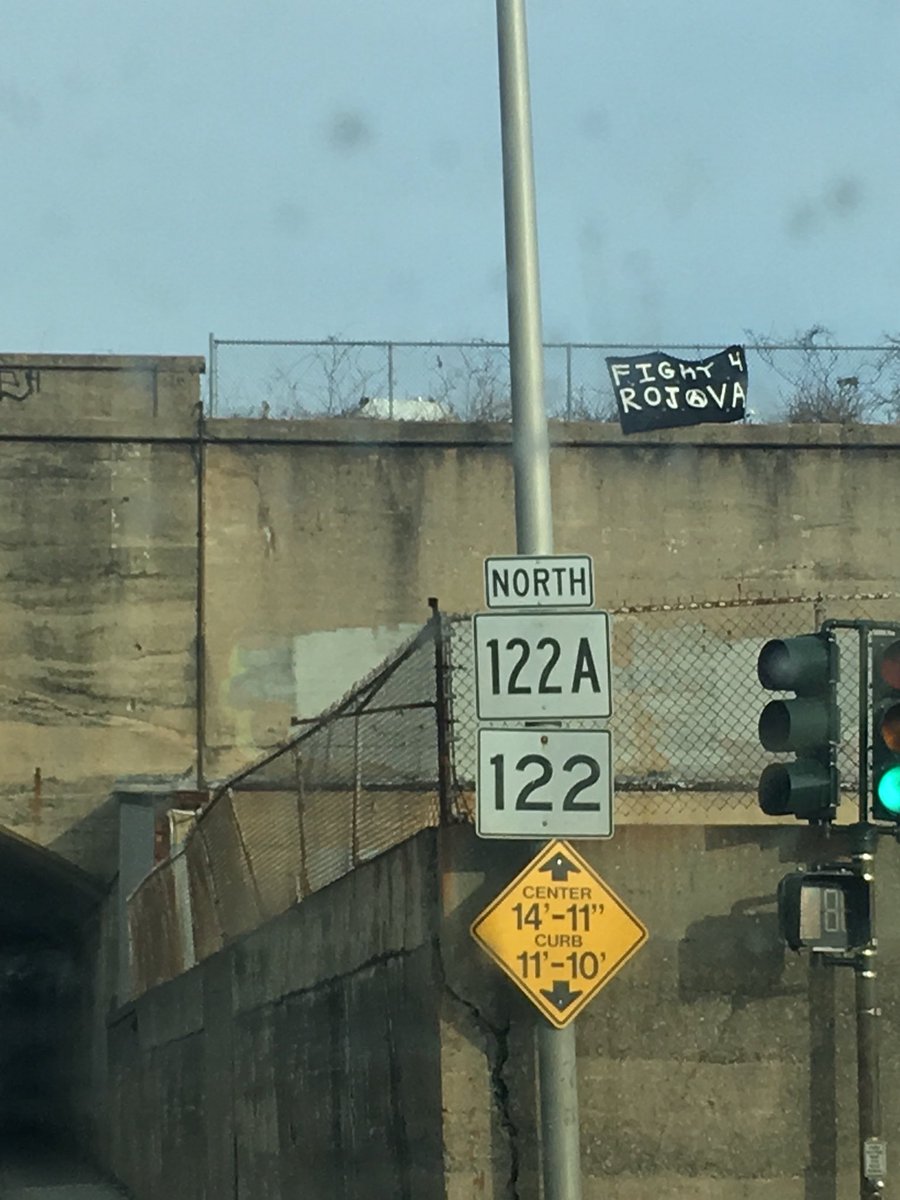 FIGHT 4
ROJAVA
NORTH
122A
122
CENTER
14'-11"
CURB
11'-10'